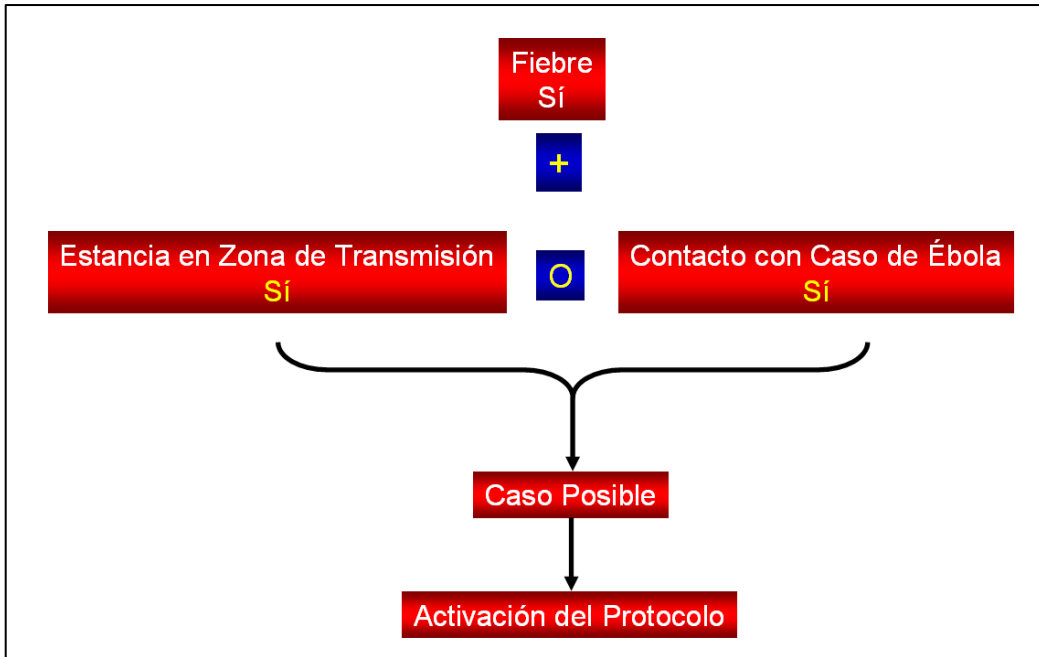 Fiebre
Sí
+
Estancia en Zona de Transmisión
Sí
O
Contacto con Caso de Ébola
Sí
Caso Posible
Activación del Protocolo